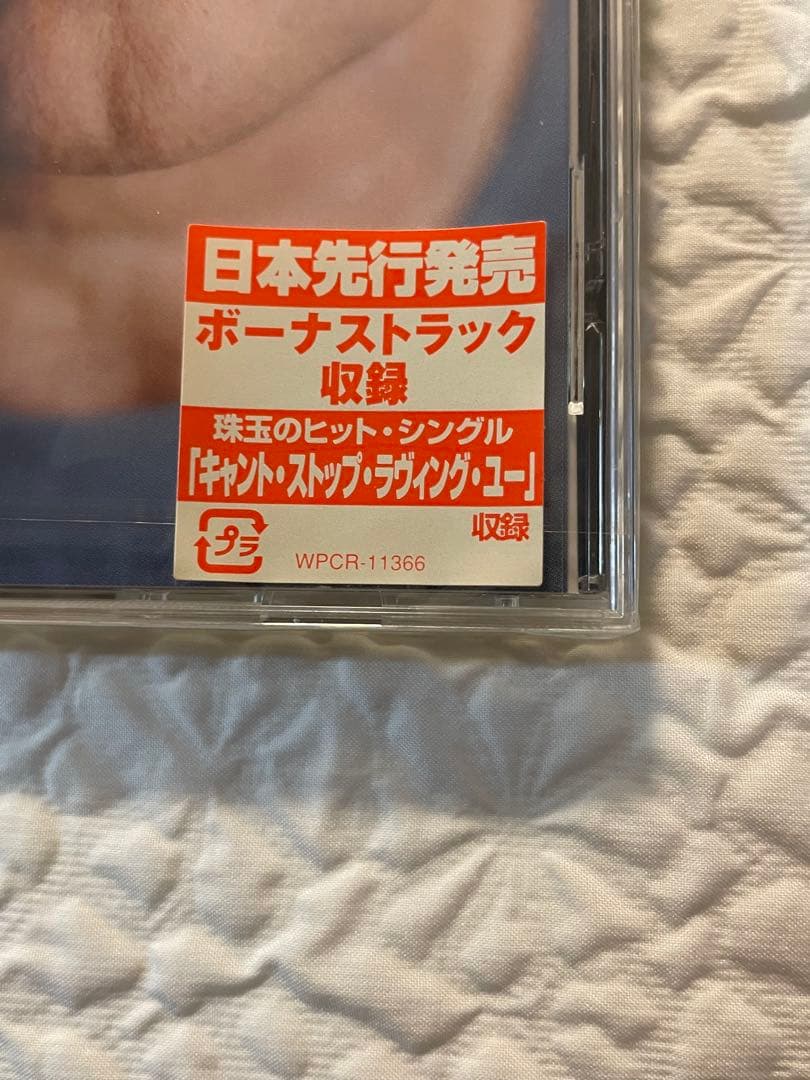 日本先行発売
ボーナストラック
収録
珠玉のヒット・シングル
「キャント・ストップ・ラヴィング・ユー」
収録
プラ
WPCR-11366